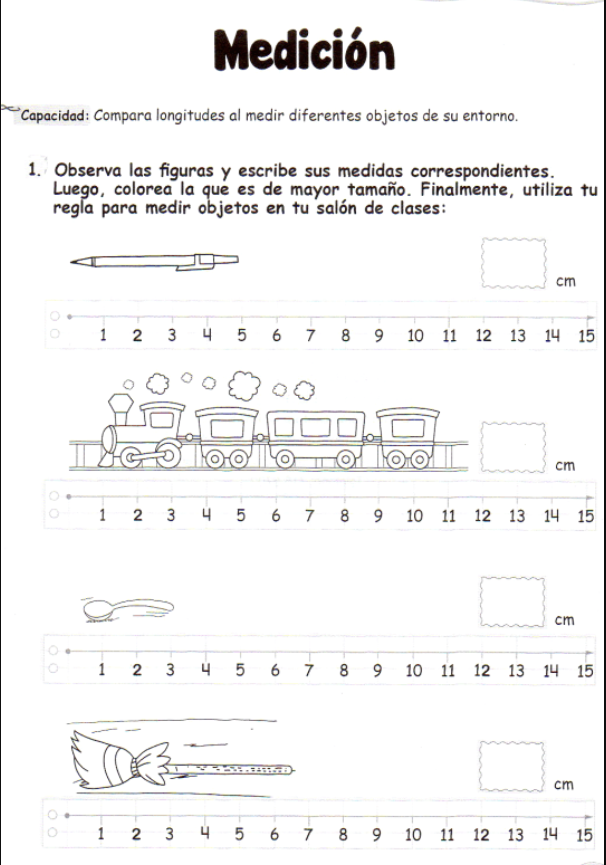 Medición
Capacidad: Compara longitudes al medir diferentes objetos de su entorno.
1. Observa las figuras y escribe sus medidas correspondientes.
Luego, colorea la que es de mayor tamaño. Finalmente, utiliza tu
regla para medir objetos en tu salón de clases:
cm
1 2 3 4 5 6 7 8 9 10 11 12 13 14 15
cm
1 2 3 4 5 6 7 8 9 10 11 12 13 14 15
cm
1 2 3 4 5 6 7 8 9 10 11 12 13 14 15
cm
1 2 3 4 5 6 7 8 9 10 11 12 13 14 15